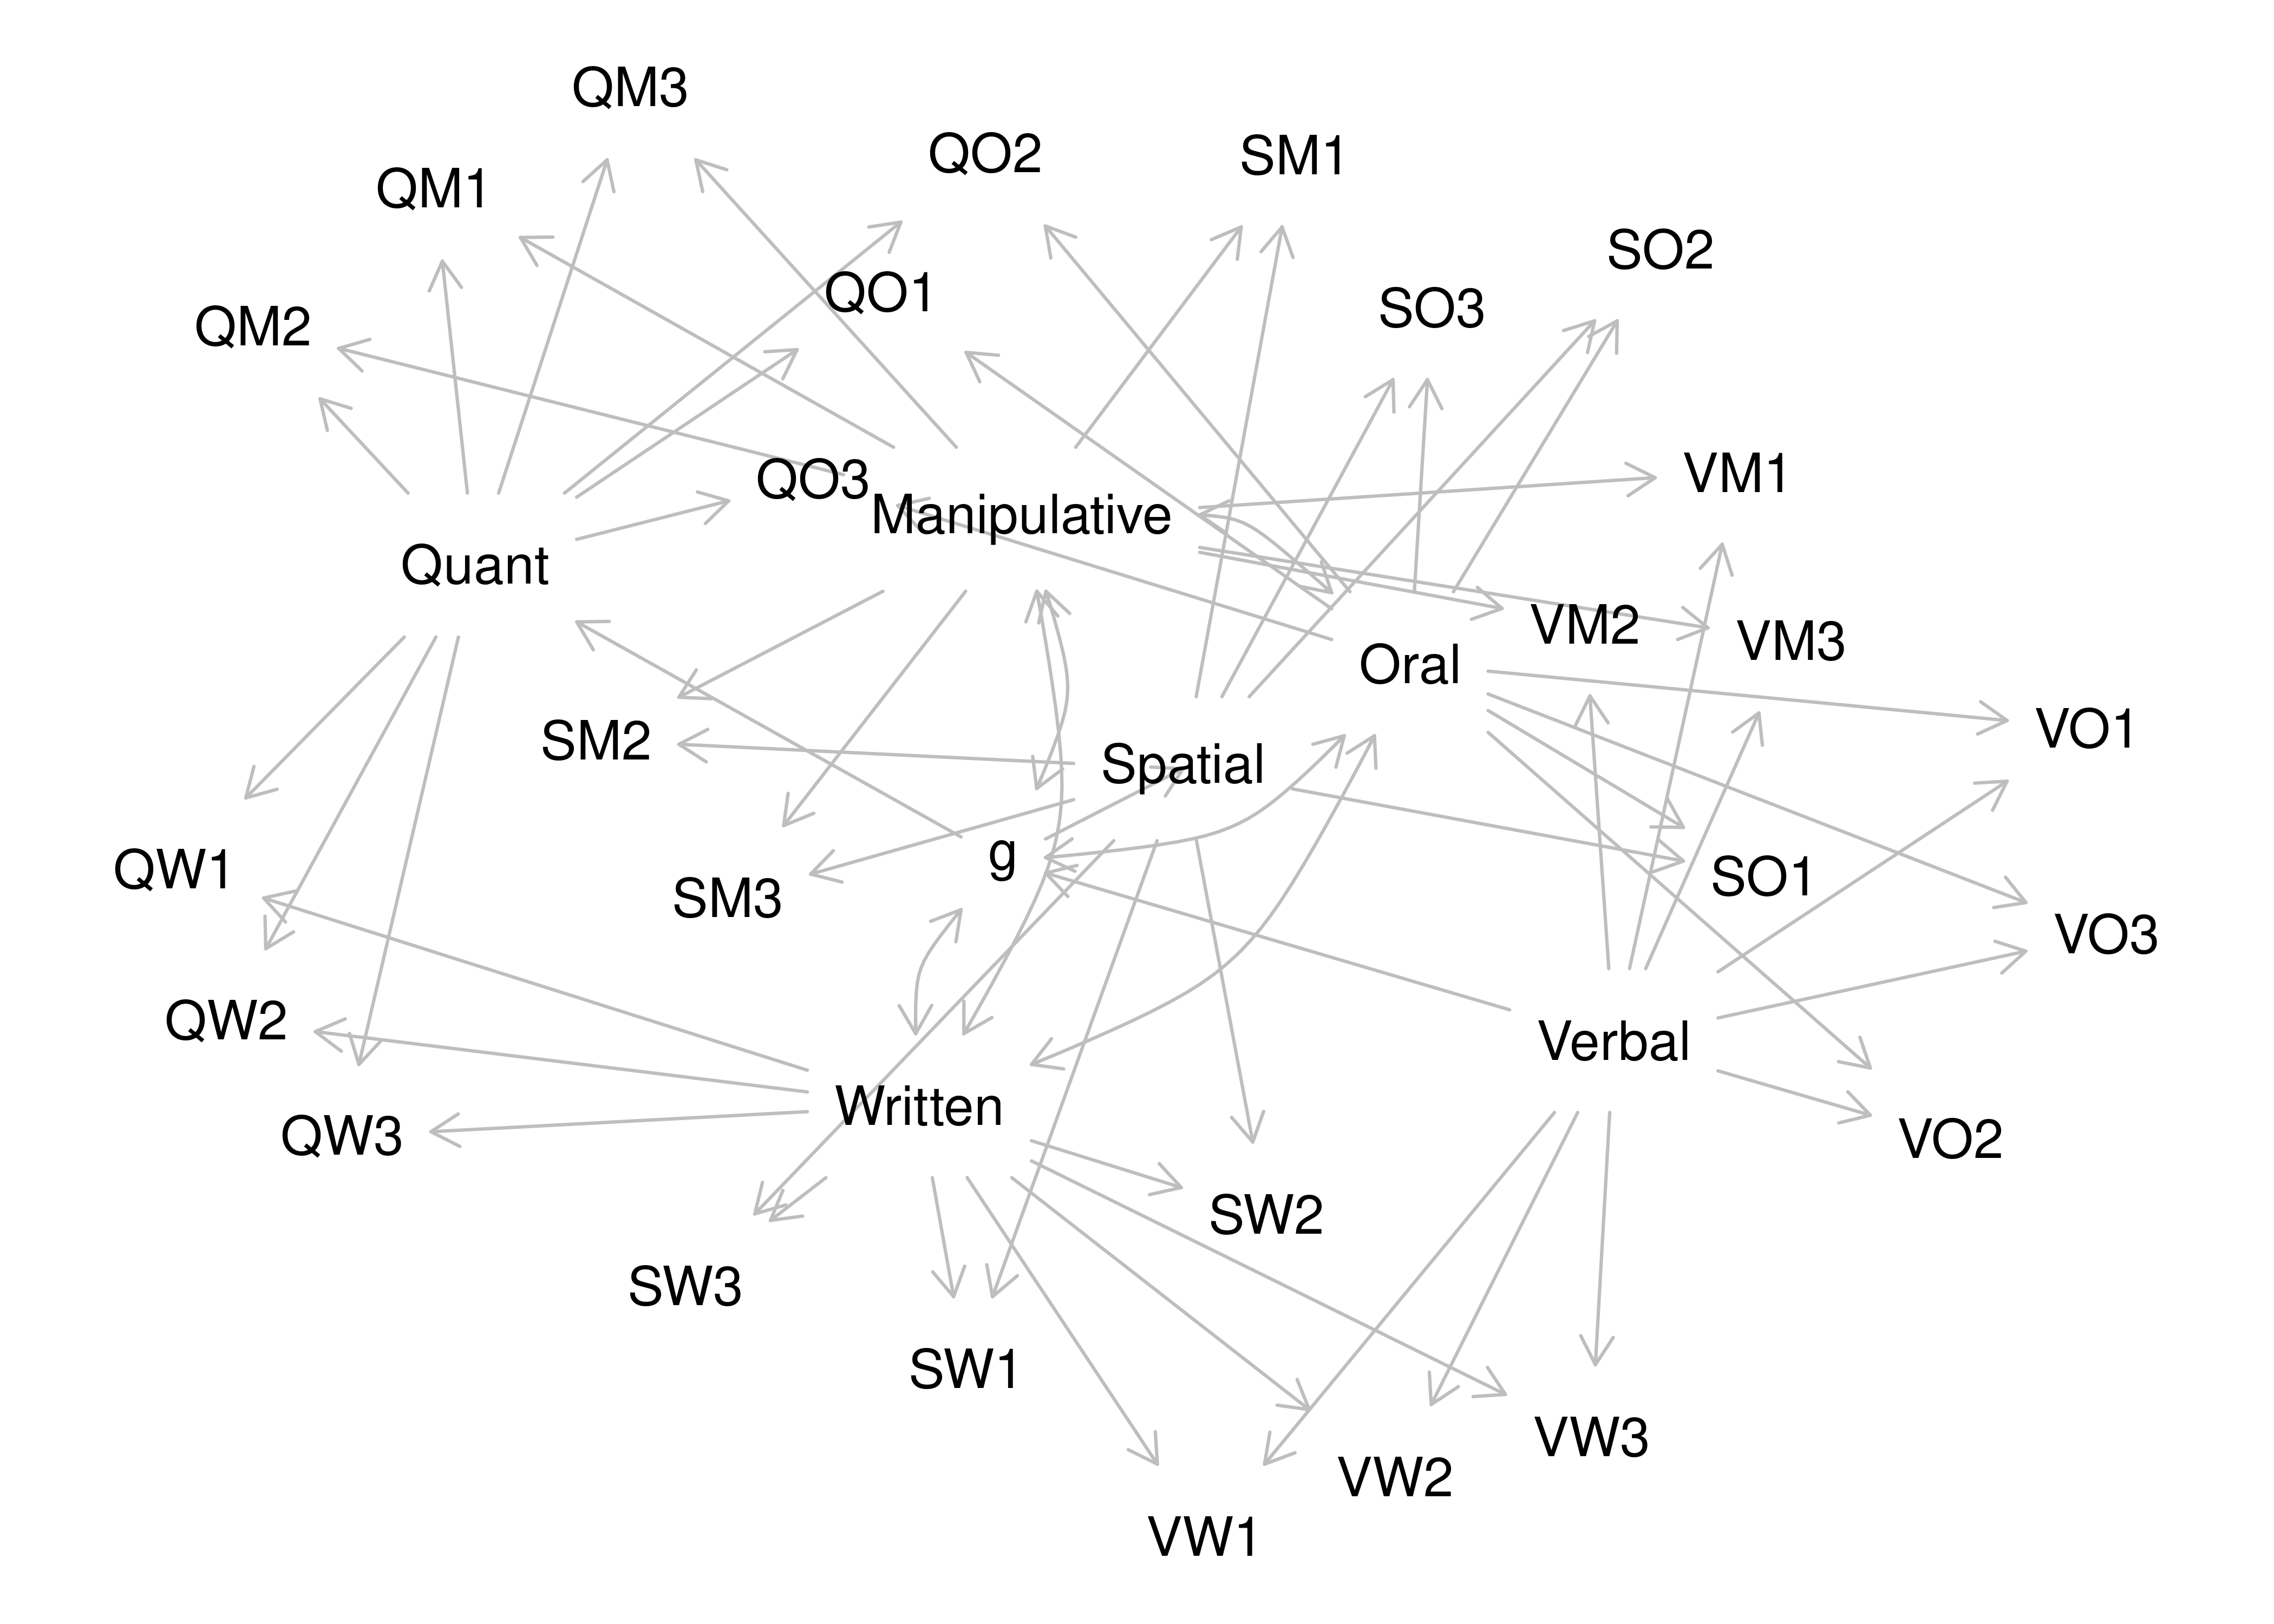 QM3
QO2
SM1
QM1
SO2
QO1
SO3
QM2
VM1
QO3
Manipulative
Quant
VM2
VM3
Oral
VO1
SM2
Spatial
g
QW1
SO1
SM3
VO3
QW2
Verbal
Written
QW3
VO2
SW2
SW3
SW1
VW3
VW2
VW1